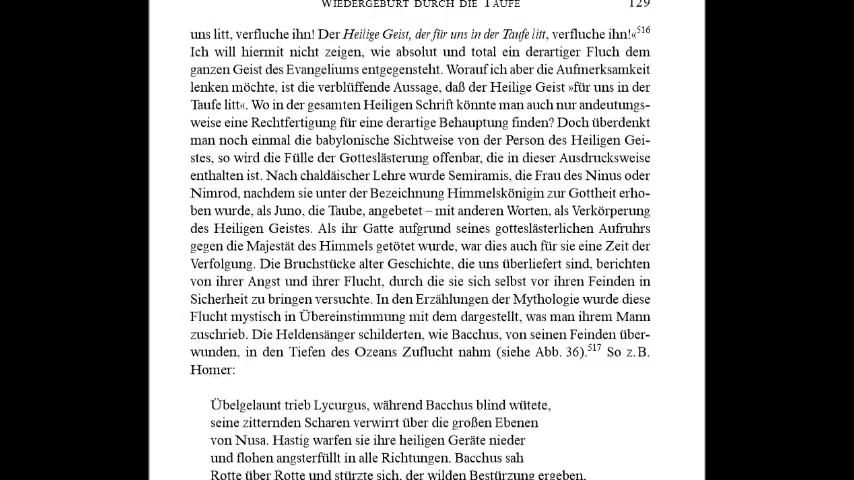 WIEDERGEBURT DURCH DIE TAUFE 129
uns litt, verfluche ihn! Der Heilige Geist, der für uns in der Taufe litt, verfluche ihn!«516
Ich will hiermit nicht zeigen, wie absolut und total ein derartiger Fluch dem
ganzen Geist des Evangeliums entgegensteht. Worauf ich aber die Aufmerksamkeit
lenken möchte, ist die verblüffende Aussage, daß der Heilige Geist »für uns in der
Taufe litt«. Wo in der gesamten Heiligen Schrift könnte man auch nur andeutungs-
weise eine Rechtfertigung für eine derartige Behauptung finden? Doch überdenkt
man noch einmal die babylonische Sichtweise von der Person des Heiligen Gei-
stes, so wird die Fülle der Gotteslästerung offenbar, die in dieser Ausdrucksweise
enthalten ist. Nach chaldäischer Lehre wurde Semiramis, die Frau des Ninus oder
Nimrod, nachdem sie unter der Bezeichnung Himmelskönigin zur Gottheit erho-
ben wurde, als Juno, die Taube, angebetet – mit anderen Worten, als Verkörperung
des Heiligen Geistes. Als ihr Gatte aufgrund seines gotteslästerlichen Aufruhrs
gegen die Majestät des Himmels getötet wurde, war dies auch für sie eine Zeit der
Verfolgung. Die Bruchstücke alter Geschichte, die uns überliefert sind, berichten
von ihrer Angst und ihrer Flucht, durch die sie sich selbst vor ihren Feinden in
Sicherheit zu bringen versuchte. In den Erzählungen der Mythologie wurde diese
Flucht mystisch in Übereinstimmung mit dem dargestellt, was man ihrem Mann
zuschrieb. Die Heldensänger schilderten, wie Bacchus, von seinen Feinden über-
wunden, in den Tiefen des Ozeans Zuflucht nahm (siehe Abb. 36).517 So z. B.
Homer:
Übelgelaunt trieb Lycurgus, während Bacchus blind wütete,
seine zitternden Scharen verwirrt über die großen Ebenen
von Nusa. Hastig warfen sie ihre heiligen Geräte nieder
und flohen angsterfüllt in alle Richtungen. Bacchus sah
Rotte über Rotte und stürzte sich, der wilden Bestürzung ergeben,